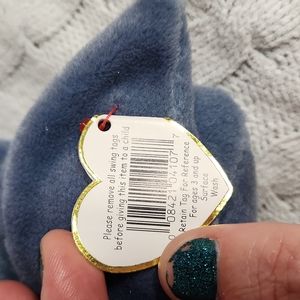 Please remove all swing tags
before giving this item to a child
0 08421 04107 7
Retain Tag For Reference
For ages 3 and up
Surface
Wash